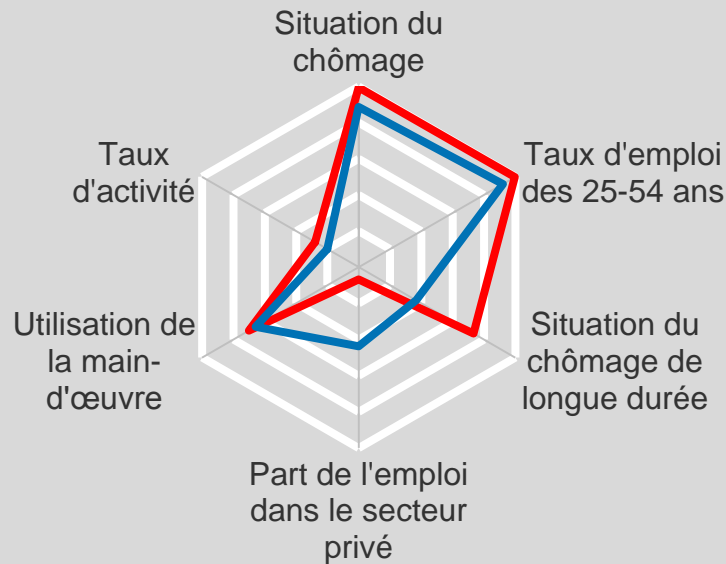 Situation du
chômage
Taux d'emploi
des 25-54 ans
Situation du
chômage de
longue durée
Part de l'emploi
dans le secteur
privé
Utilisation de
la main-
d'œuvre
Taux
d'activité